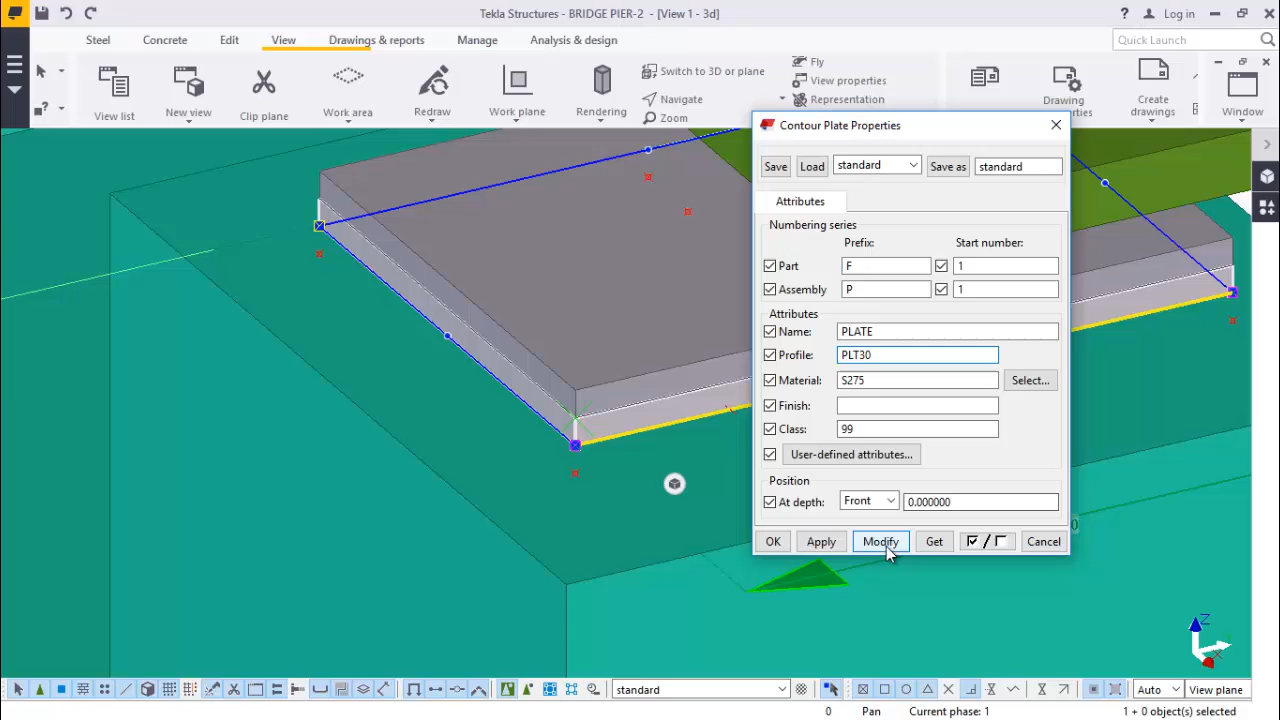 Tekla Structures - BRIDGE PIER-2 - [View 1 - 3d]
? Log in
Steel Concrete Edit View Drawings & reports Manage Analysis & design
Quick Launch
View list
New view
Clip plane
Work area
Redraw
Work plane
Rendering
Switch to 3D or plane
Navigate
Zoom
Fly
View properties
Representation
Drawing
Properties
Create
drawings
Window
Contour Plate Properties
Save Load standard Save as standard
Attributes
Numbering series
Prefix: Start number:
Part F 1
Assembly P 1
Attributes
Name: PLATE
Profile: PLT30
Material: S275 Select...
Finish:
Class: 99
User-defined attributes...
Position
At depth: Front 0.000000
OK Apply Modify Get / Cancel
0
Z
standard Auto View plane
0 Pan Current phase: 1 1 + 0 object(s) selected